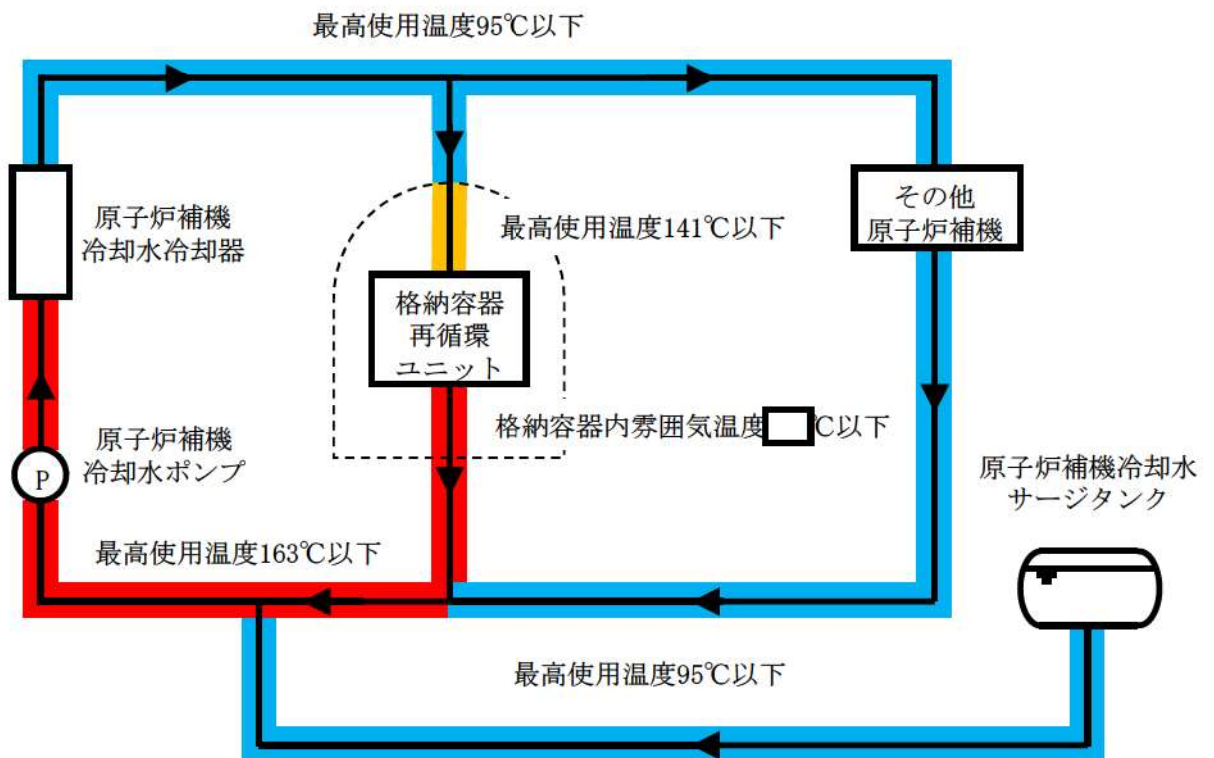 最高使用温度95℃以下
原子炉補機
冷却水冷却器
その他
原子炉補機
最高使用温度141℃以下
格納容器
再循環
ユニット
格納容器内雰囲気温度 ℃以下
原子炉補機
冷却水ポンプ
P
原子炉補機冷却水
サージタンク
最高使用温度163℃以下
最高使用温度95℃以下